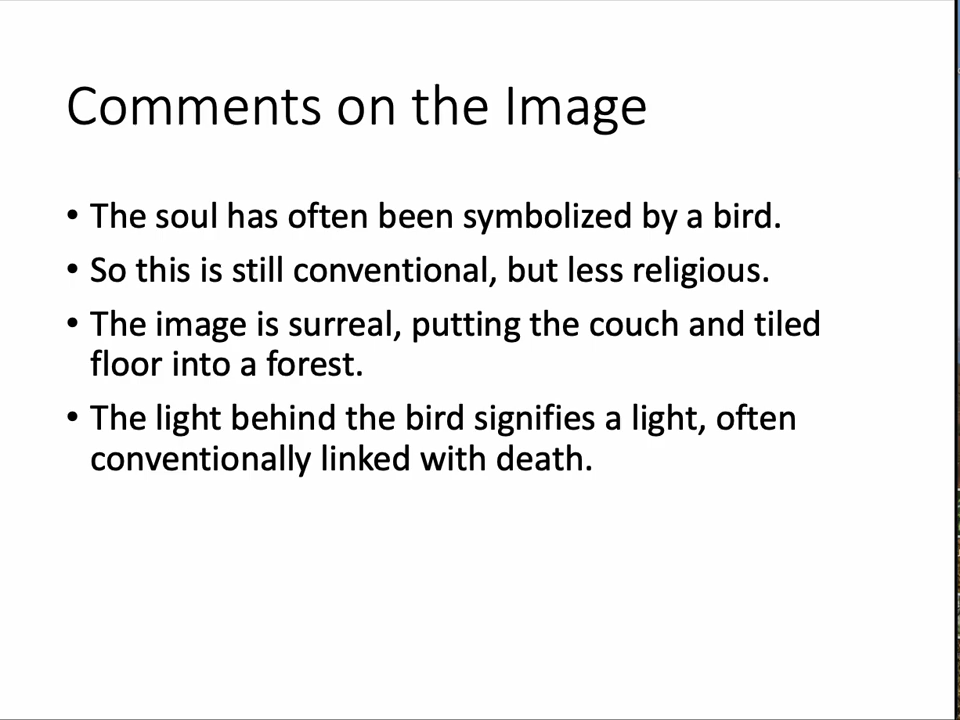 Comments on the Image
• The soul has often been symbolized by a bird.
• So this is still conventional, but less religious.
• The image is surreal, putting the couch and tiled
floor into a forest.
• The light behind the bird signifies a light, often
conventionally linked with death.